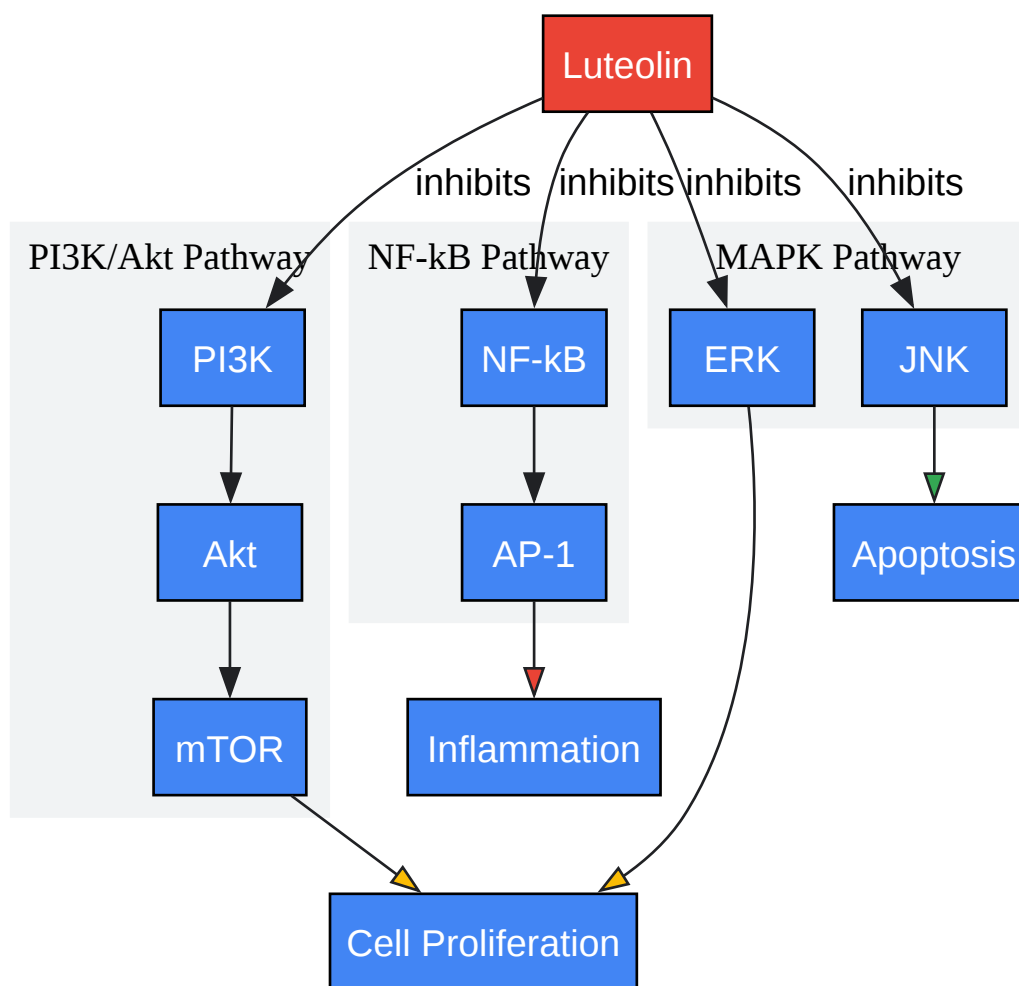 Luteolin
inhibits inhibits inhibits inhibits
PI3K/Akt Pathway NF-kB Pathway MAPK Pathway
PI3K NF-kB ERK JNK
Akt AP-1 Apoptosis
mTOR Inflammation
Cell Proliferation